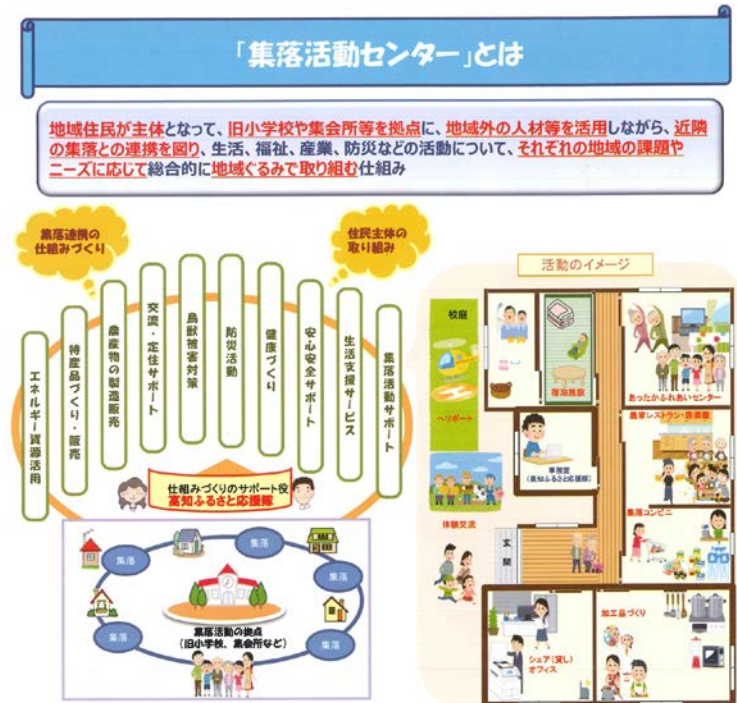 「集落活動センター」とは
地域住民が主体となって、旧小学校や集会所等を拠点に、地域外の人材等を活用しながら、近隣
の集落との連携を図り、生活、福祉、産業、防災などの活動について、それぞれの地域の課題や
ニーズに応じて総合的に地域ぐるみで取り組む仕組み
集落連携の
仕組みづくり
住民主体の
取り組み
エネルギー資源活用
特産品づくり・販売
農産物の製造販売
交流・定住サポート
鳥獣被害対策
防災活動
健康づくり
安心安全サポート
生活支援サービス
集落活動サポート
仕組みづくりのサポート役
高知ふるさと応援隊
集落
集落
集落
集落
集落
集落
集落活動の拠点
(旧小学校、集会所など)
活動のイメージ
校庭
ヘリポート
体験交流
宿泊施設
事務室
(高知ふるさと応援隊)
玄関
あったかふれあいセンター
農家レストラン・居酒屋
集落コンビニ
シェア(貸し)
オフィス
加工品づくり